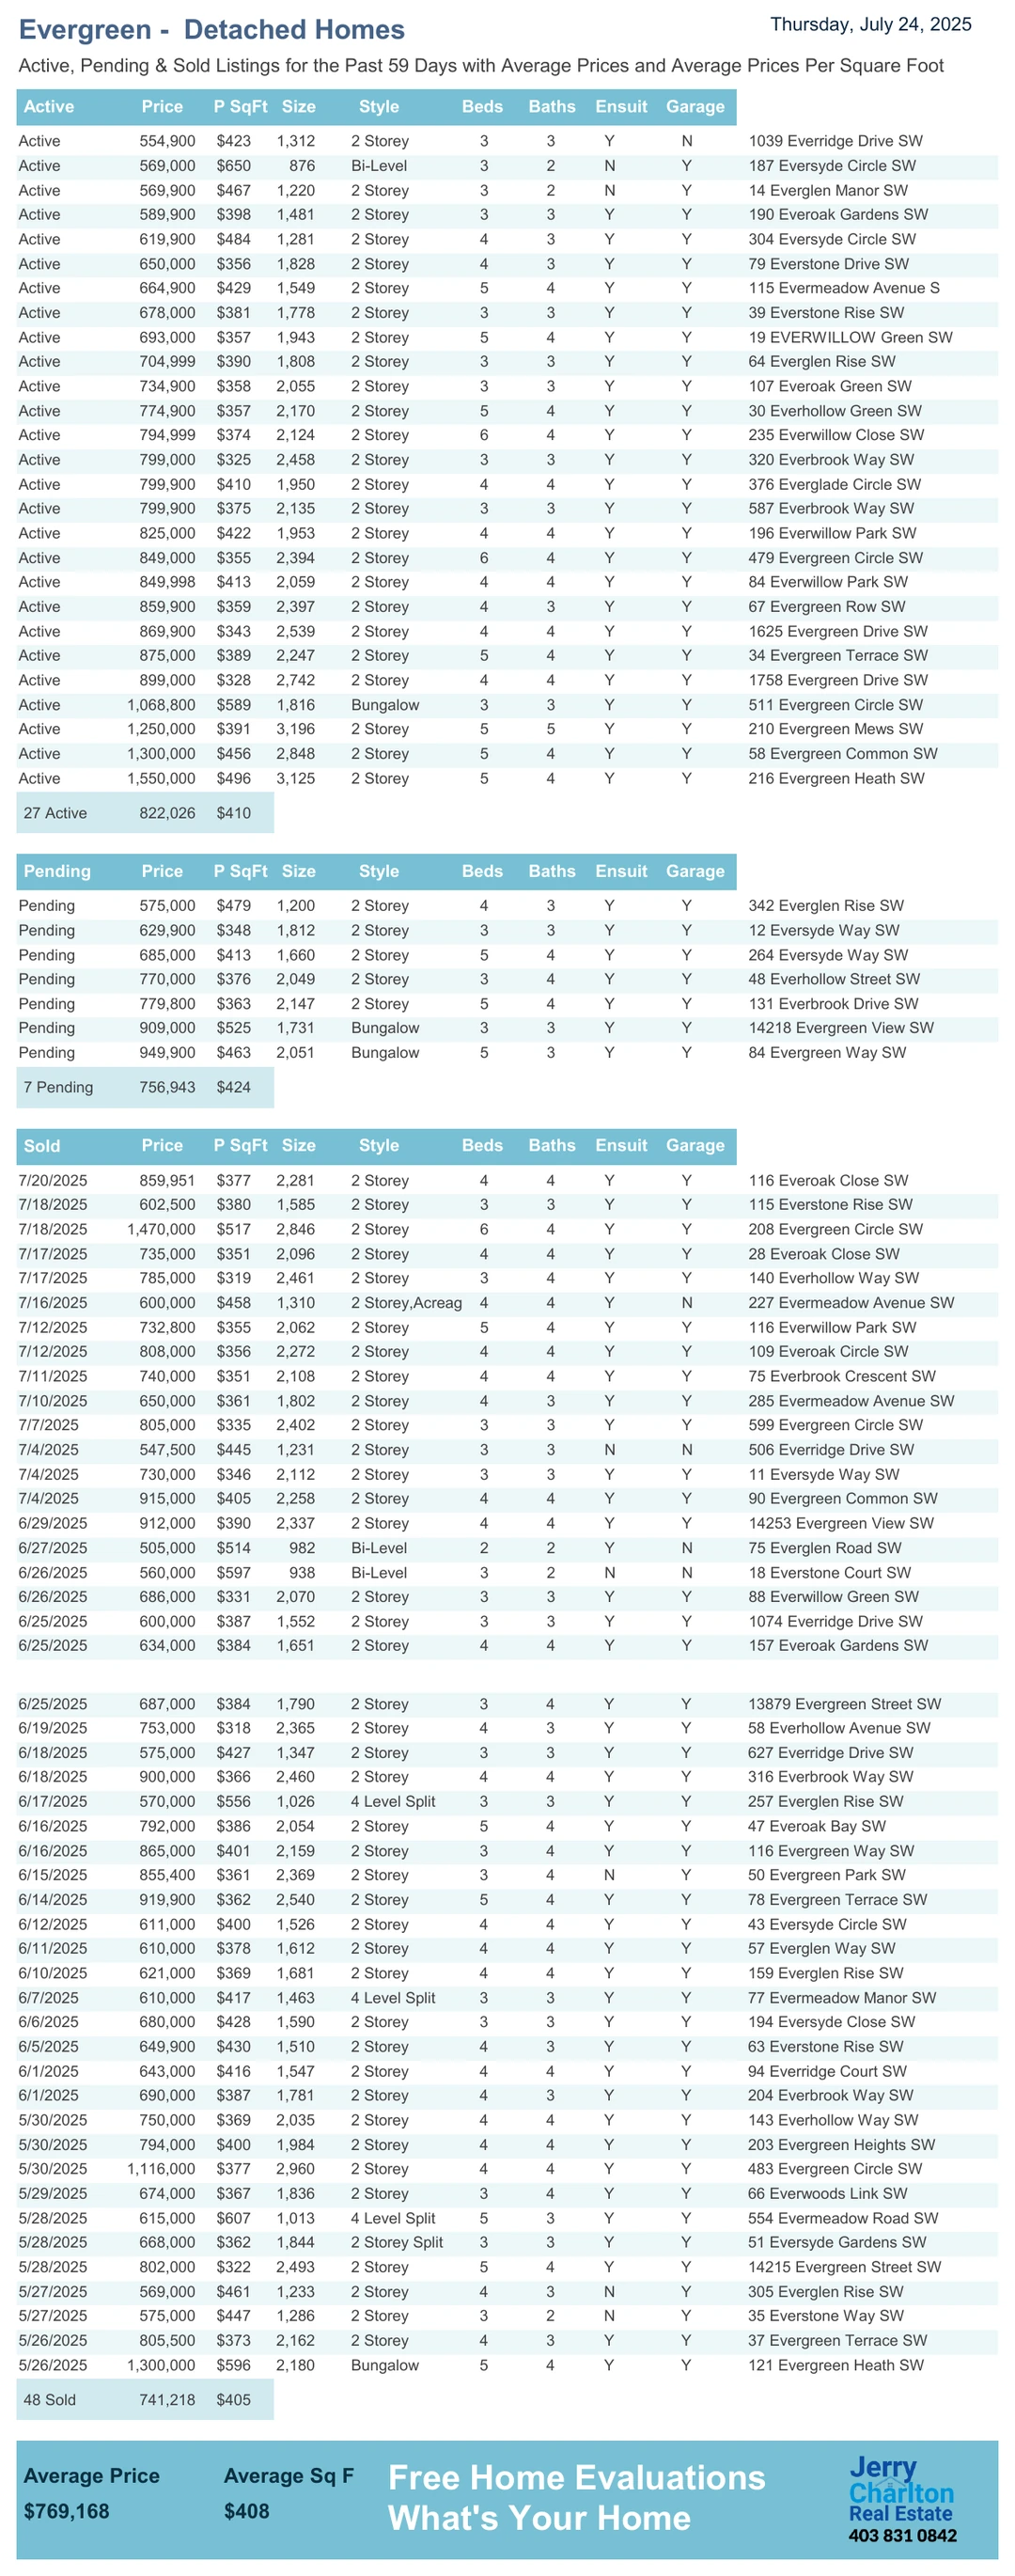 Evergreen - Detached Homes
Thursday, July 24, 2025
Active, Pending & Sold Listings for the Past 59 Days with Average Prices and Average Prices Per Square Foot
Active Price P SqFt Size Style Beds Baths Ensuit Garage
Active 554,900 $423 1,312 2 Storey 3 3 Y N 1039 Everridge Drive SW
Active 569,000 $650 876 Bi-Level 3 2 N Y 187 Eversyde Circle SW
Active 569,900 $467 1,220 2 Storey 3 2 N Y 14 Everglen Manor SW
Active 589,900 $398 1,481 2 Storey 3 3 Y Y 190 Everoak Gardens SW
Active 619,900 $484 1,281 2 Storey 4 3 Y Y 304 Eversyde Circle SW
Active 650,000 $356 1,828 2 Storey 4 3 Y Y 79 Everstone Drive SW
Active 664,900 $429 1,549 2 Storey 5 4 Y Y 115 Evermeadow Avenue S
Active 678,000 $381 1,778 2 Storey 3 3 Y Y 39 Everstone Rise SW
Active 693,000 $357 1,943 2 Storey 5 4 Y Y 19 EVERWILLOW Green SW
Active 704,999 $390 1,808 2 Storey 3 3 Y Y 64 Everglen Rise SW
Active 734,900 $358 2,055 2 Storey 3 3 Y Y 107 Everoak Green SW
Active 774,900 $357 2,170 2 Storey 5 4 Y Y 30 Everhollow Green SW
Active 794,999 $374 2,124 2 Storey 6 4 Y Y 235 Everwillow Close SW
Active 799,000 $325 2,458 2 Storey 3 3 Y Y 320 Everbrook Way SW
Active 799,900 $410 1,950 2 Storey 4 4 Y Y 376 Everglade Circle SW
Active 799,900 $375 2,135 2 Storey 3 3 Y Y 587 Everbrook Way SW
Active 825,000 $422 1,953 2 Storey 4 4 Y Y 196 Everwillow Park SW
Active 849,000 $355 2,394 2 Storey 6 4 Y Y 479 Evergreen Circle SW
Active 849,998 $413 2,059 2 Storey 4 4 Y Y 84 Everwillow Park SW
Active 859,900 $359 2,397 2 Storey 4 3 Y Y 67 Evergreen Row SW
Active 869,900 $343 2,539 2 Storey 4 4 Y Y 1625 Evergreen Drive SW
Active 875,000 $389 2,247 2 Storey 5 4 Y Y 34 Evergreen Terrace SW
Active 899,000 $328 2,742 2 Storey 4 4 Y Y 1758 Evergreen Drive SW
Active 1,068,800 $589 1,816 Bungalow 3 3 Y Y 511 Evergreen Circle SW
Active 1,250,000 $391 3,196 2 Storey 5 5 Y Y 210 Evergreen Mews SW
Active 1,300,000 $456 2,848 2 Storey 5 4 Y Y 58 Evergreen Common SW
Active 1,550,000 $496 3,125 2 Storey 5 4 Y Y 216 Evergreen Heath SW
27 Active 822,026 $410
Pending Price P SqFt Size Style Beds Baths Ensuit Garage
Pending 575,000 $479 1,200 2 Storey 4 3 Y Y 342 Everglen Rise SW
Pending 629,900 $348 1,812 2 Storey 3 3 Y Y 12 Eversyde Way SW
Pending 685,000 $413 1,660 2 Storey 5 4 Y Y 264 Eversyde Way SW
Pending 770,000 $376 2,049 2 Storey 3 4 Y Y 48 Everhollow Street SW
Pending 779,800 $363 2,147 2 Storey 5 4 Y Y 131 Everbrook Drive SW
Pending 909,000 $525 1,731 Bungalow 3 3 Y Y 14218 Evergreen View SW
Pending 949,900 $463 2,051 Bungalow 5 3 Y Y 84 Evergreen Way SW
7 Pending 756,943 $424
Sold Price P SqFt Size Style Beds Baths Ensuit Garage
7/20/2025 859,951 $377 2,281 2 Storey 4 4 Y Y 116 Everoak Close SW
7/18/2025 602,500 $380 1,585 2 Storey 3 3 Y Y 115 Everstone Rise SW
7/18/2025 1,470,000 $517 2,846 2 Storey 6 4 Y Y 208 Evergreen Circle SW
7/17/2025 735,000 $351 2,096 2 Storey 4 4 Y Y 28 Everoak Close SW
7/17/2025 785,000 $319 2,461 2 Storey 3 4 Y Y 140 Everhollow Way SW
7/16/2025 600,000 $458 1,310 2 Storey,Acreag 4 4 Y N 227 Evermeadow Avenue SW
7/12/2025 732,800 $355 2,062 2 Storey 5 4 Y Y 116 Everwillow Park SW
7/12/2025 808,000 $356 2,272 2 Storey 4 4 Y Y 109 Everoak Circle SW
7/11/2025 740,000 $351 2,108 2 Storey 4 4 Y Y 75 Everbrook Crescent SW
7/10/2025 650,000 $361 1,802 2 Storey 4 3 Y Y 285 Evermeadow Avenue SW
7/7/2025 805,000 $335 2,402 2 Storey 3 3 Y Y 599 Evergreen Circle SW
7/4/2025 547,500 $445 1,231 2 Storey 3 3 N N 506 Everridge Drive SW
7/4/2025 730,000 $346 2,112 2 Storey 3 3 Y Y 11 Eversyde Way SW
7/4/2025 915,000 $405 2,258 2 Storey 4 4 Y Y 90 Evergreen Common SW
6/29/2025 912,000 $390 2,337 2 Storey 4 4 Y Y 14253 Evergreen View SW
6/27/2025 505,000 $514 982 Bi-Level 2 2 Y N 75 Everglen Road SW
6/26/2025 560,000 $597 938 Bi-Level 3 2 N N 18 Everstone Court SW
6/26/2025 686,000 $331 2,070 2 Storey 3 3 Y Y 88 Everwillow Green SW
6/25/2025 600,000 $387 1,552 2 Storey 3 3 Y Y 1074 Everridge Drive SW
6/25/2025 634,000 $384 1,651 2 Storey 4 4 Y Y 157 Everoak Gardens SW
6/25/2025 687,000 $384 1,790 2 Storey 3 4 Y Y 13879 Evergreen Street SW
6/19/2025 753,000 $318 2,365 2 Storey 4 3 Y Y 58 Everhollow Avenue SW
6/18/2025 575,000 $427 1,347 2 Storey 3 3 Y Y 627 Everridge Drive SW
6/18/2025 900,000 $366 2,460 2 Storey 4 4 Y Y 316 Everbrook Way SW
6/17/2025 570,000 $556 1,026 4 Level Split 3 3 Y Y 257 Everglen Rise SW
6/16/2025 792,000 $386 2,054 2 Storey 5 4 Y Y 47 Everoak Bay SW
6/16/2025 865,000 $401 2,159 2 Storey 3 4 Y Y 116 Evergreen Way SW
6/15/2025 855,400 $361 2,369 2 Storey 3 4 N Y 50 Evergreen Park SW
6/14/2025 919,900 $362 2,540 2 Storey 5 4 Y Y 78 Evergreen Terrace SW
6/12/2025 611,000 $400 1,526 2 Storey 4 4 Y Y 43 Eversyde Circle SW
6/11/2025 610,000 $378 1,612 2 Storey 4 4 Y Y 57 Everglen Way SW
6/10/2025 621,000 $369 1,681 2 Storey 4 4 Y Y 159 Everglen Rise SW
6/7/2025 610,000 $417 1,463 4 Level Split 3 3 Y Y 77 Evermeadow Manor SW
6/6/2025 680,000 $428 1,590 2 Storey 3 3 Y Y 194 Eversyde Close SW
6/5/2025 649,900 $430 1,510 2 Storey 4 3 Y Y 63 Everstone Rise SW
6/1/2025 643,000 $416 1,547 2 Storey 4 4 Y Y 94 Everridge Court SW
6/1/2025 690,000 $387 1,781 2 Storey 4 3 Y Y 204 Everbrook Way SW
5/30/2025 750,000 $369 2,035 2 Storey 4 4 Y Y 143 Everhollow Way SW
5/30/2025 794,000 $400 1,984 2 Storey 4 4 Y Y 203 Evergreen Heights SW
5/30/2025 1,116,000 $377 2,960 2 Storey 4 4 Y Y 483 Evergreen Circle SW
5/29/2025 674,000 $367 1,836 2 Storey 3 4 Y Y 66 Everwoods Link SW
5/28/2025 615,000 $607 1,013 4 Level Split 5 3 Y Y 554 Evermeadow Road SW
5/28/2025 668,000 $362 1,844 2 Storey Split 3 3 Y Y 51 Eversyde Gardens SW
5/28/2025 802,000 $322 2,493 2 Storey 5 4 Y Y 14215 Evergreen Street SW
5/27/2025 569,000 $461 1,233 2 Storey 4 3 N Y 305 Everglen Rise SW
5/27/2025 575,000 $447 1,286 2 Storey 3 2 N Y 35 Everstone Way SW
5/26/2025 805,500 $373 2,162 2 Storey 4 3 Y Y 37 Evergreen Terrace SW
5/26/2025 1,300,000 $596 2,180 Bungalow 5 4 Y Y 121 Evergreen Heath SW
48 Sold 741,218 $405
Average Price Average Sq F
$769,168 $408
Free Home Evaluations
What's Your Home
Jerry
Charlton
Real Estate
403 831 0842